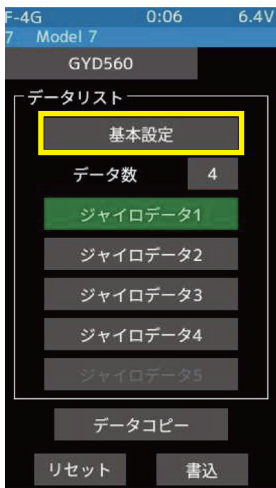 F-4G 0:06 6.4V
7 Model 7
GYD560
データリスト
基本設定
データ数 4
ジャイロデータ1
ジャイロデータ2
ジャイロデータ3
ジャイロデータ4
ジャイロデータ5
データコピー
リセット 書込